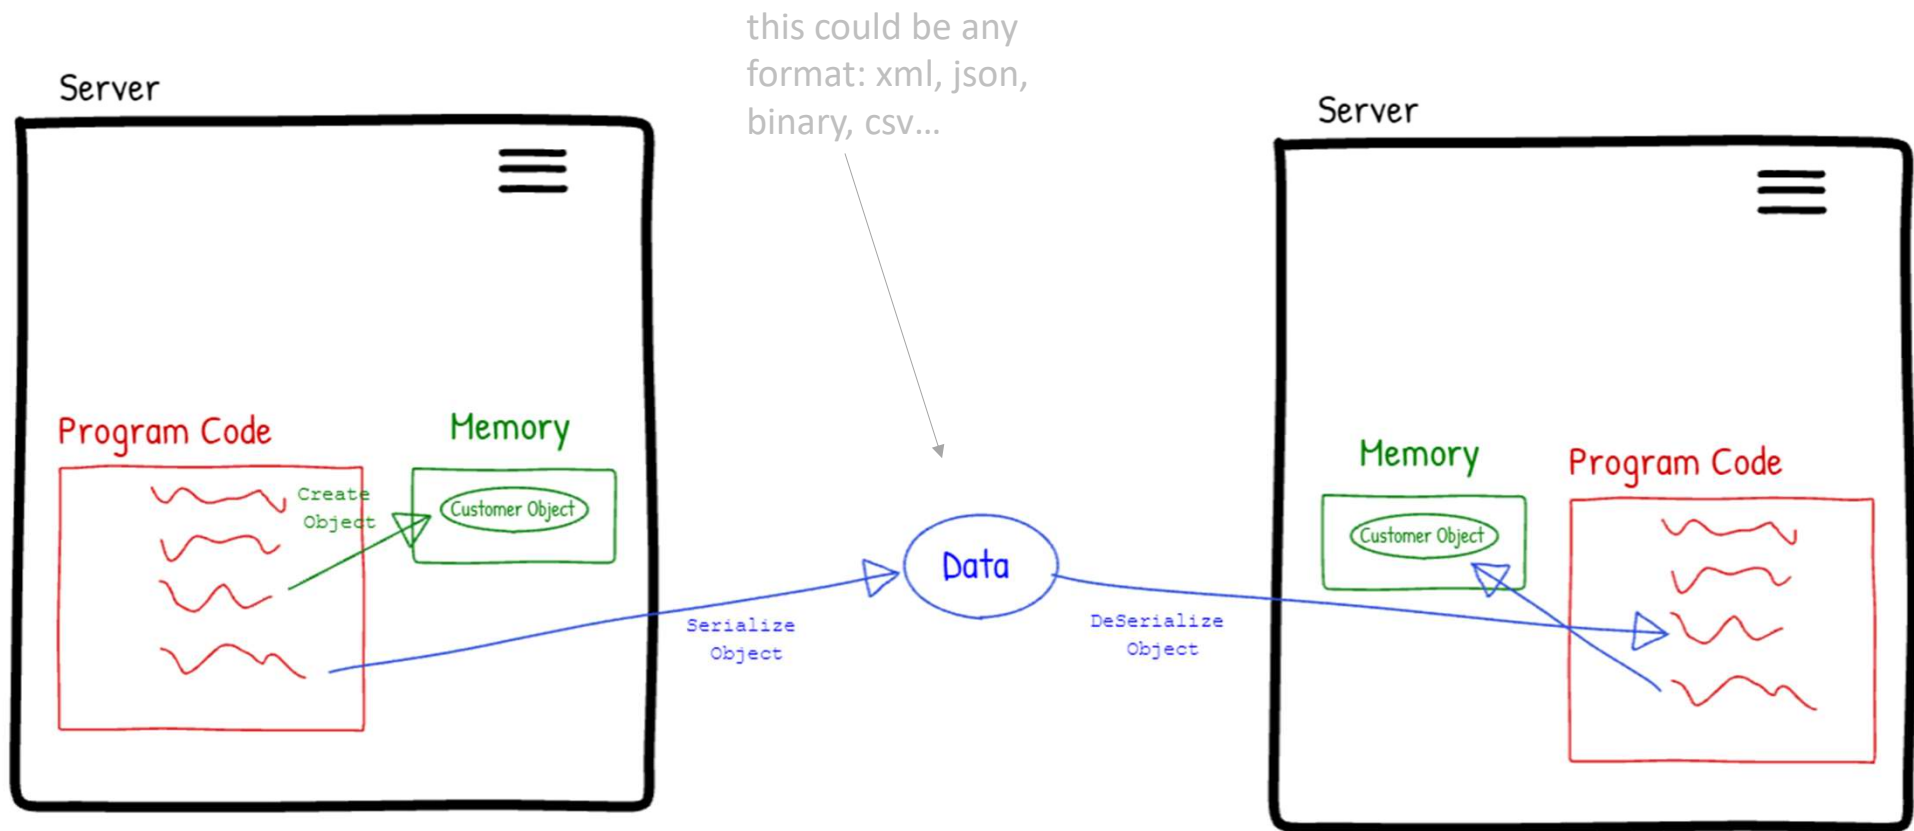 this could be any
format: xml, json,
binary, csv...
Server
Program Code
Create
Object
Memory
Customer Object
Serialize
Object
Data
DeSerialize
Object
Server
Memory
Customer Object
Program Code